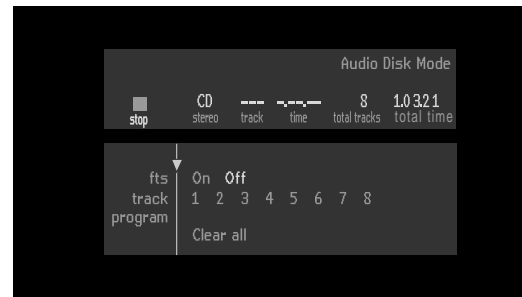 Audio Disk Mode
CD --- -.--.-- 8 1.03.21
stop stereo track time total tracks total time
fts On Off
track 1 2 3 4 5 6 7 8
program
Clear all